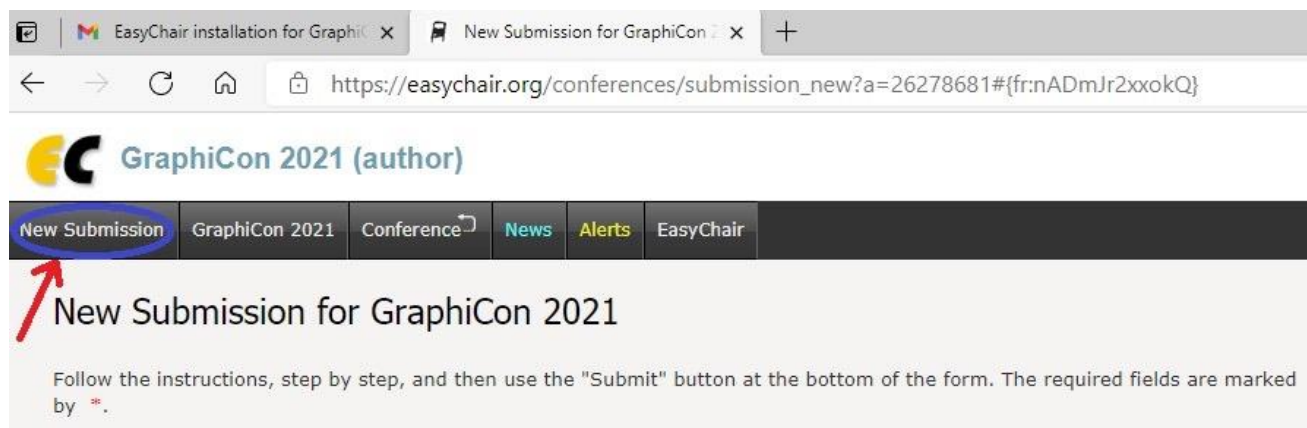 EasyChair installation for Graphi
New Submission for GraphiCon 2
https://easychair.org/conferences/submission_new?a=26278681#{fr:nADmJr2xxokQ}
EC GraphiCon 2021 (author)
New Submission GraphiCon 2021 Conference News Alerts EasyChair
New Submission for GraphiCon 2021
Follow the instructions, step by step, and then use the "Submit" button at the bottom of the form. The required fields are marked
by *.